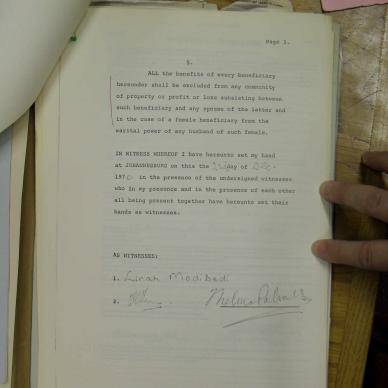 Page 3.
5.
ALL the benefits of every beneficiary
hereunder shall be excluded from any community
of property or profit or loss subsisting between
such beneficiary and any spouse of the letter and
in the case of a female beneficiary from the
marital power of any husband of such female.
IN WITNESS WHEREOF I have hereunto set my hand
at JOHANNESBURG on this the day of
197 in the presence of the undersigned witnesses
who in my presence and in the presence of each other
all being present together have hereunto set their
hands as witnesses.
AS WITNESSES:
1. Linah Modibedi
2. Thelma